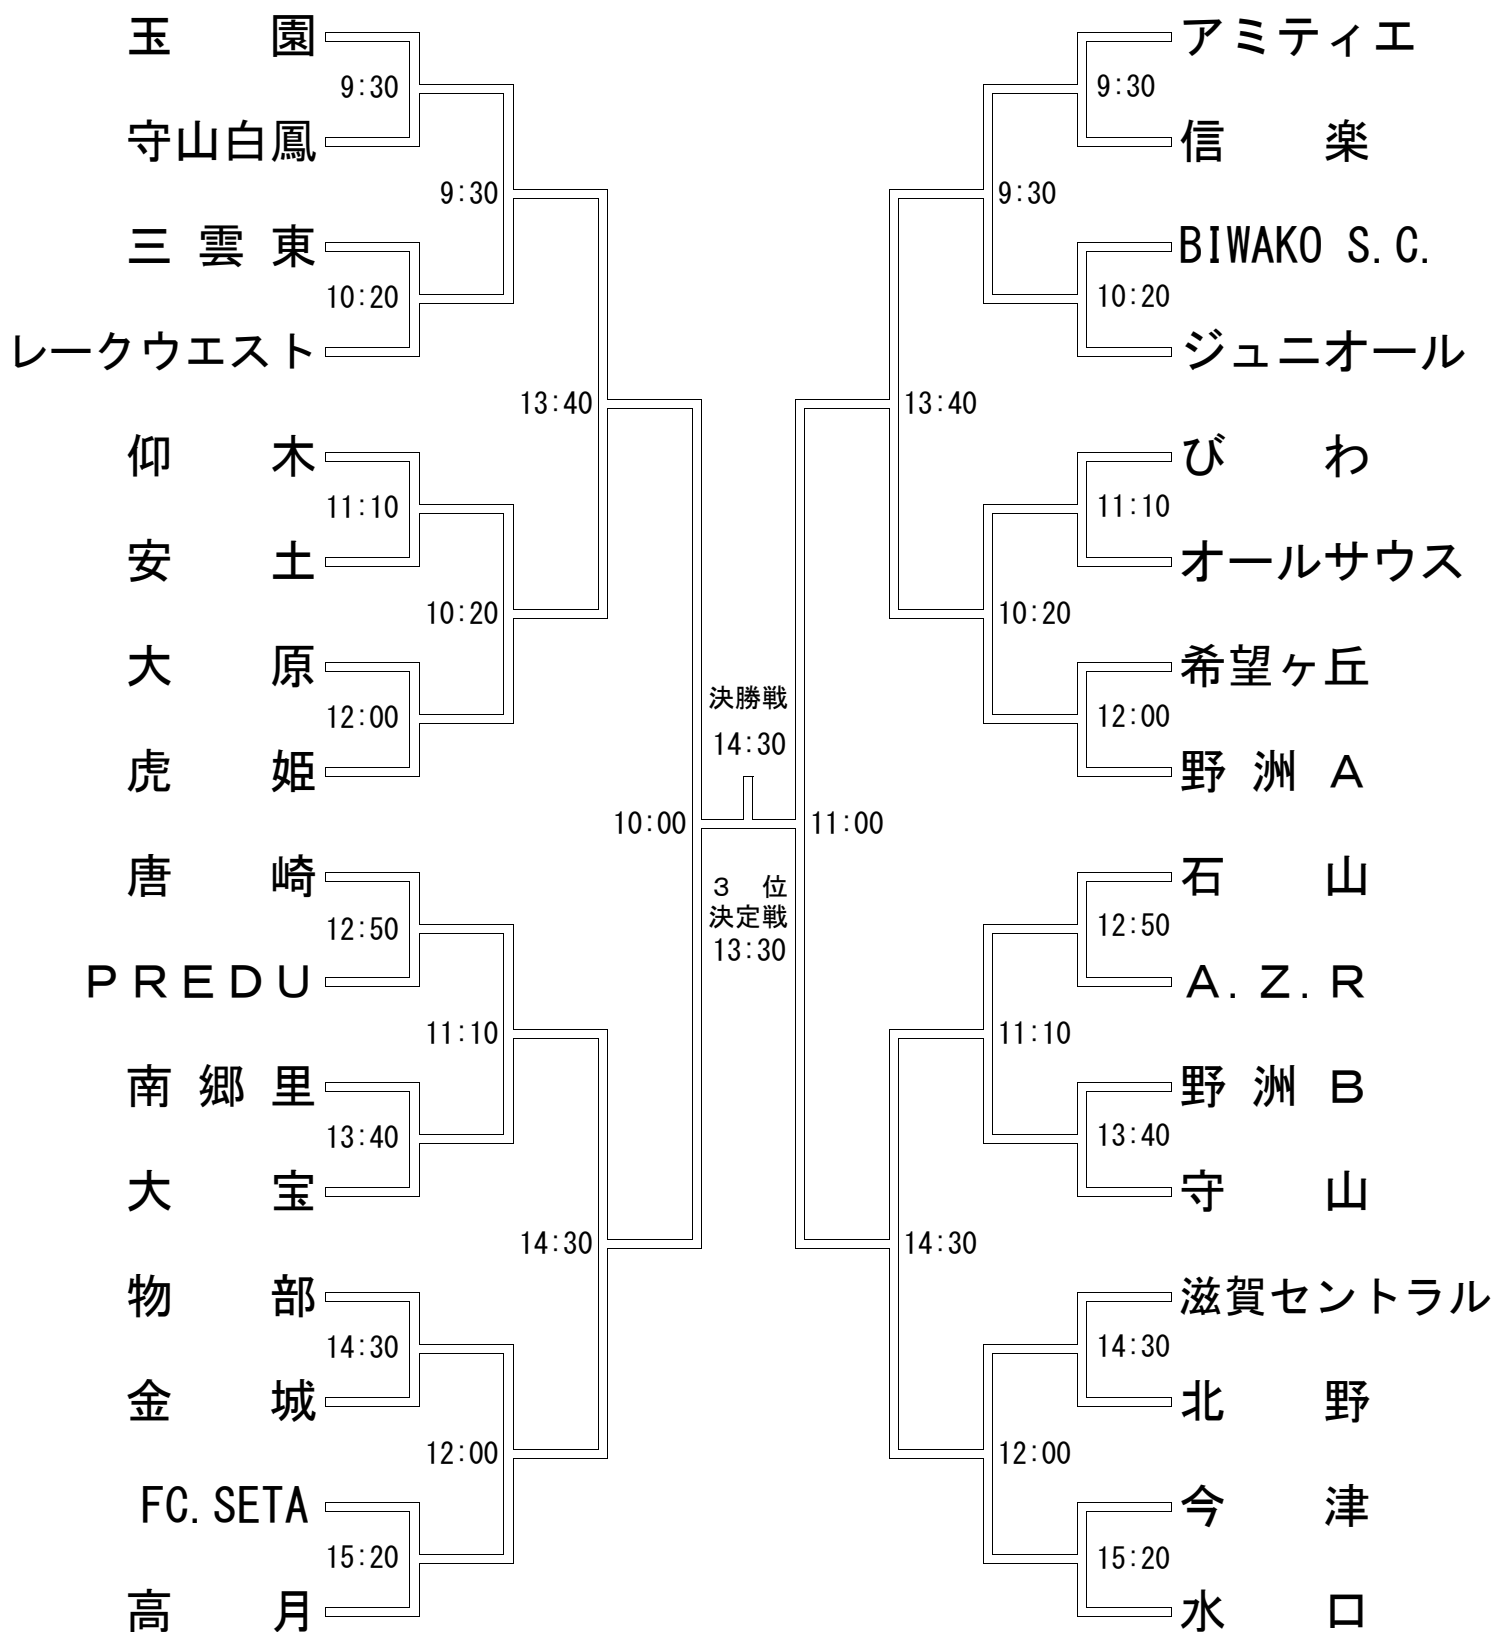 玉園
9:30
守山白鳳
9:30
三雲東
10:20
レークウエスト
13:40
仰木
11:10
安土
10:20
大原
12:00
虎姫
10:00
唐崎
12:50
PREDU
11:10
南郷里
13:40
大宝
14:30
物部
14:30
金城
12:00
FC.SETA
15:20
高月
決勝戦
14:30
3位
決定戦
13:30
アミティエ
9:30
信楽
9:30
BIWAKO S.C.
10:20
ジュニオール
13:40
びわ
11:10
オールサウス
10:20
希望ヶ丘
12:00
野洲A
11:00
石山
12:50
A.Z.R
11:10
野洲B
13:40
守山
14:30
滋賀セントラル
14:30
北野
12:00
今津
15:20
水口